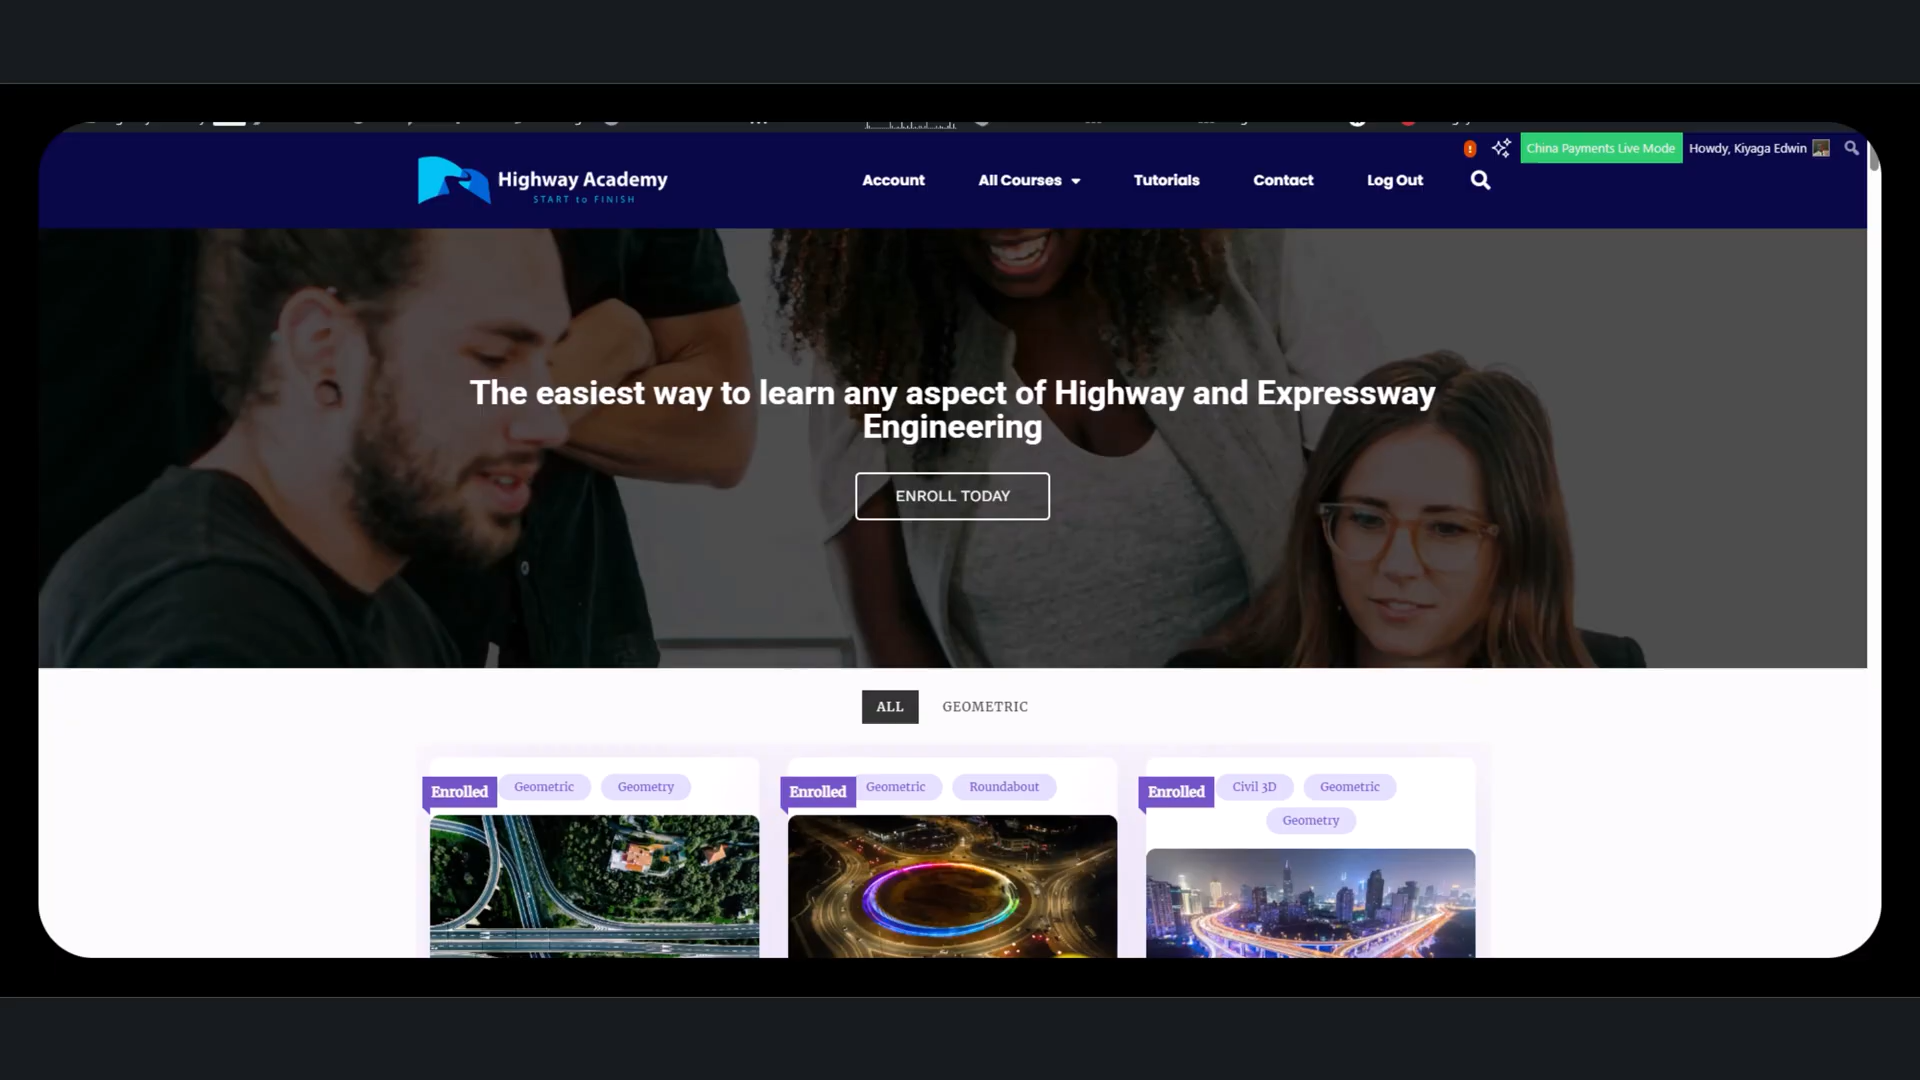 China Payments Live Mode
Howdy, Kiyaga Edwin
Highway Academy
START to FINISH
Account
All Courses
Tutorials
Contact
Log Out
The easiest way to learn any aspect of Highway and Expressway
Engineering
ENROLL TODAY
ALL
GEOMETRIC
Enrolled
Geometric
Geometry
Enrolled
Geometric
Roundabout
Enrolled
Civil 3D
Geometric
Geometry